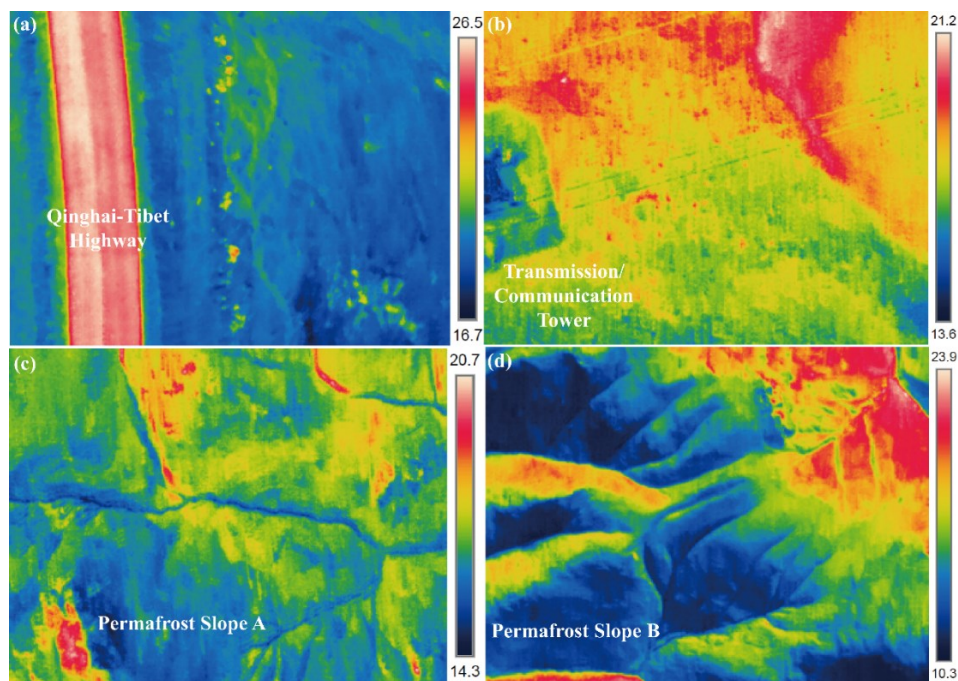 (a)
26.5
Qinghai-Tibet
Highway
16.7
(b)
21.2
Transmission/
Communication
Tower
13.6
(c)
20.7
Permafrost Slope A
14.3
(d)
23.9
Permafrost Slope B
10.3